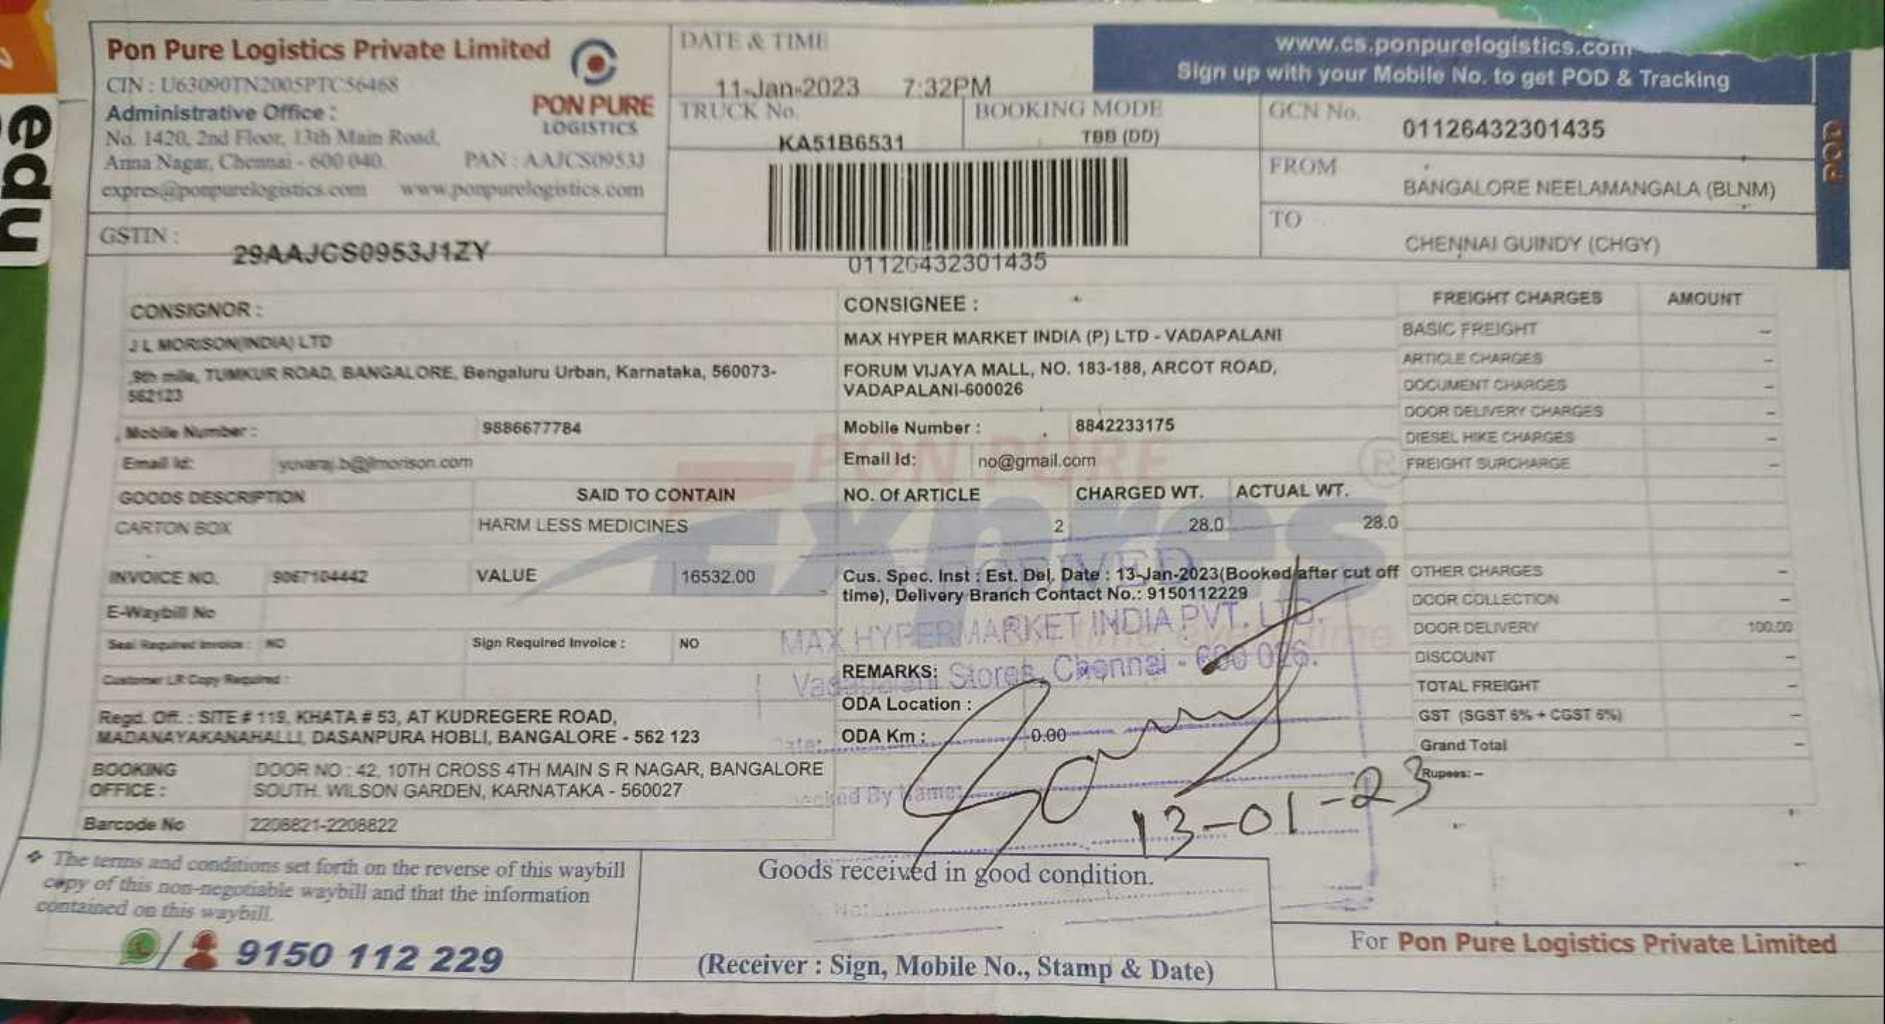 edu
Pon Pure Logistics Private Limited
CIN : U63090TN2005PTC56468
Administrative Office :
No. 1420, 2nd Floor, 13th Main Road,
Anna Nagar, Chennai - 600 040. PAN : AAJCS0953J
expres@ponpurelogistics.com www.ponpurelogistics.com
PON PURE
LOGISTICS
GSTIN :
29AAJCS0953J1ZY
DATE & TIME
11-Jan-2023 7:32PM
TRUCK No.
KA51B6531
BOOKING MODE
TBB (DD)
01126432301435
www.cs.ponpurelogistics.com
Sign up with your Mobile No. to get POD & Tracking
GCN No.
01126432301435
FROM
BANGALORE NEELAMANGALA (BLNM)
TO
CHENNAI GUINDY (CHGY)
POD
CONSIGNOR :
J L MORISON(INDIA) LTD
9th mile, TUMKUR ROAD, BANGALORE, Bengaluru Urban, Karnataka, 560073-
562123
Mobile Number : 9886677784
Email Id: yuvaraj.b@jlmorison.com
GOODS DESCRIPTION SAID TO CONTAIN
CARTON BOX HARM LESS MEDICINES
INVOICE NO. 9067104442 VALUE 16532.00
E-Waybill No
Seal Required Invoice : NO Sign Required Invoice : NO
Customer LR Copy Required :
Regd. Off. : SITE # 119, KHATA # 53, AT KUDREGERE ROAD,
MADANAYAKANAHALLI, DASANPURA HOBLI, BANGALORE - 562 123
BOOKING OFFICE : DOOR NO : 42, 10TH CROSS 4TH MAIN S R NAGAR, BANGALORE
SOUTH. WILSON GARDEN, KARNATAKA - 560027
Barcode No 2208821-2208822
CONSIGNEE :
MAX HYPER MARKET INDIA (P) LTD - VADAPALANI
FORUM VIJAYA MALL, NO. 183-188, ARCOT ROAD,
VADAPALANI-600026
Mobile Number : 8842233175
Email Id: no@gmail.com
PON PURE
Expres ®
NO. Of ARTICLE CHARGED WT. ACTUAL WT.
2 28.0 28.0
Cus. Spec. Inst : Est. Del. Date : 13-Jan-2023(Booked after cut off
time), Delivery Branch Contact No.: 9150112229
RECEIVED
MAX HYPERMARKET INDIA PVT. LTD.
Vadapalani Stores, Chennai - 600 026.
REMARKS:
ODA Location :
Date:
ODA Km : 0.00
Checked By Name:
13-01-23
FREIGHT CHARGES AMOUNT
BASIC FREIGHT –
ARTICLE CHARGES –
DOCUMENT CHARGES –
DOOR DELIVERY CHARGES –
DIESEL HIKE CHARGES –
FREIGHT SURCHARGE –
OTHER CHARGES –
DOOR COLLECTION –
DOOR DELIVERY 100.00
DISCOUNT –
TOTAL FREIGHT –
GST (SGST 6% + CGST 6%) –
Grand Total –
Rupees: –
The terms and conditions set forth on the reverse of this waybill
copy of this non-negotiable waybill and that the information
contained on this waybill.
/ 9150 112 229
Goods received in good condition.
(Receiver : Sign, Mobile No., Stamp & Date)
For Pon Pure Logistics Private Limited